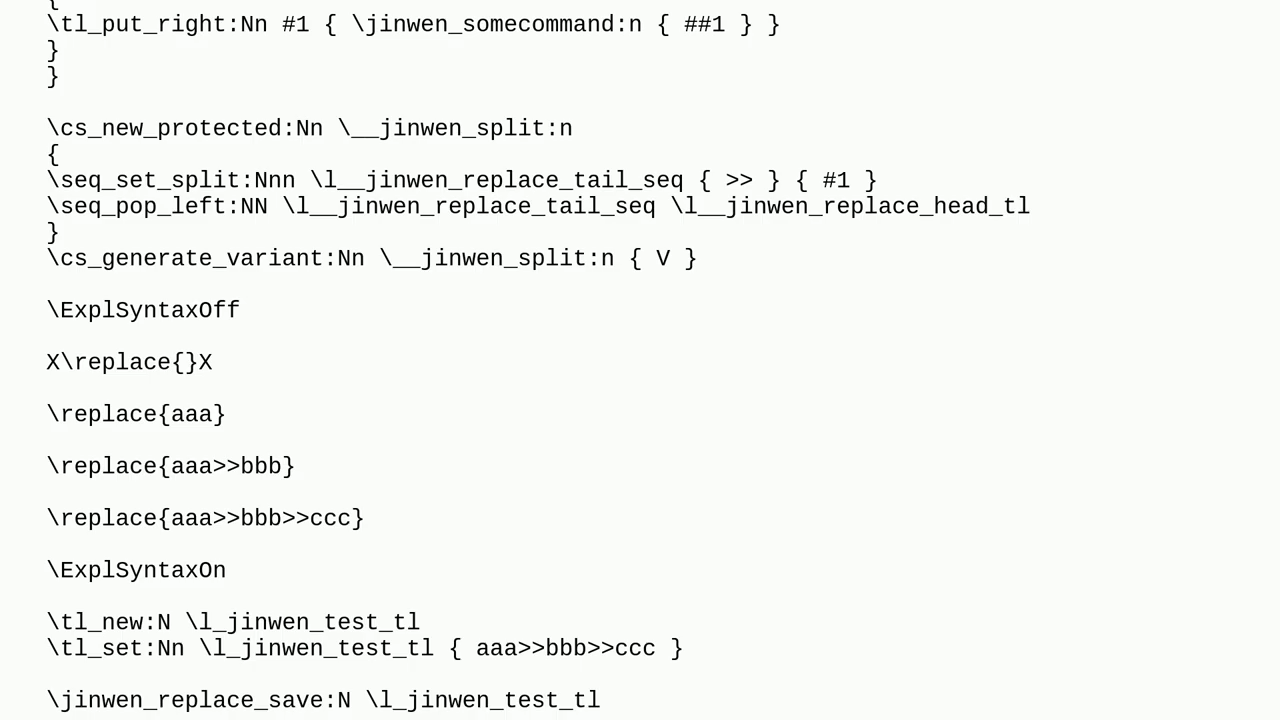 {
\tl_put_right:Nn #1 { \jinwen_somecommand:n { ##1 } }
}
}
\cs_new_protected:Nn \__jinwen_split:n
{
\seq_set_split:Nnn \l__jinwen_replace_tail_seq { >> } { #1 }
\seq_pop_left:NN \l__jinwen_replace_tail_seq \l__jinwen_replace_head_tl
}
\cs_generate_variant:Nn \__jinwen_split:n { V }
\ExplSyntaxOff
X\replace{}X
\replace{aaa}
\replace{aaa>>bbb}
\replace{aaa>>bbb>>ccc}
\ExplSyntaxOn
\tl_new:N \l_jinwen_test_tl
\tl_set:Nn \l_jinwen_test_tl { aaa>>bbb>>ccc }
\jinwen_replace_save:N \l_jinwen_test_tl